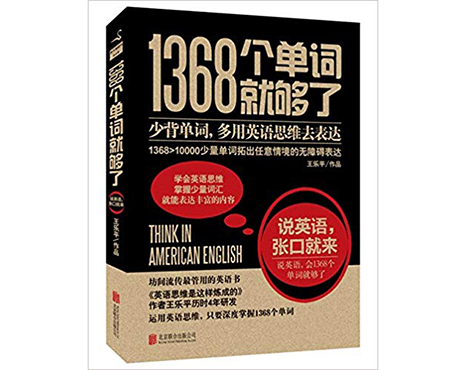 1368个单词
就够了
少背单词，多用英语思维去表达
1368>10000少量单词拓出任意情境的无障碍表达
王乐平/作品
学会英语思维
掌握少量词汇
就能表达丰富的内容
THINK IN
AMERICAN ENGLISH
说英语，
张口就来
说英语，会1368个
单词就够了
坊间流传最管用的英语书
《英语思维是这样炼成的》
作者王乐平历时4年研发
运用英语思维，只要深度掌握1368个单词
北京联合出版公司
1368个单词就够了
说英语，
张口就来
王乐平/作品